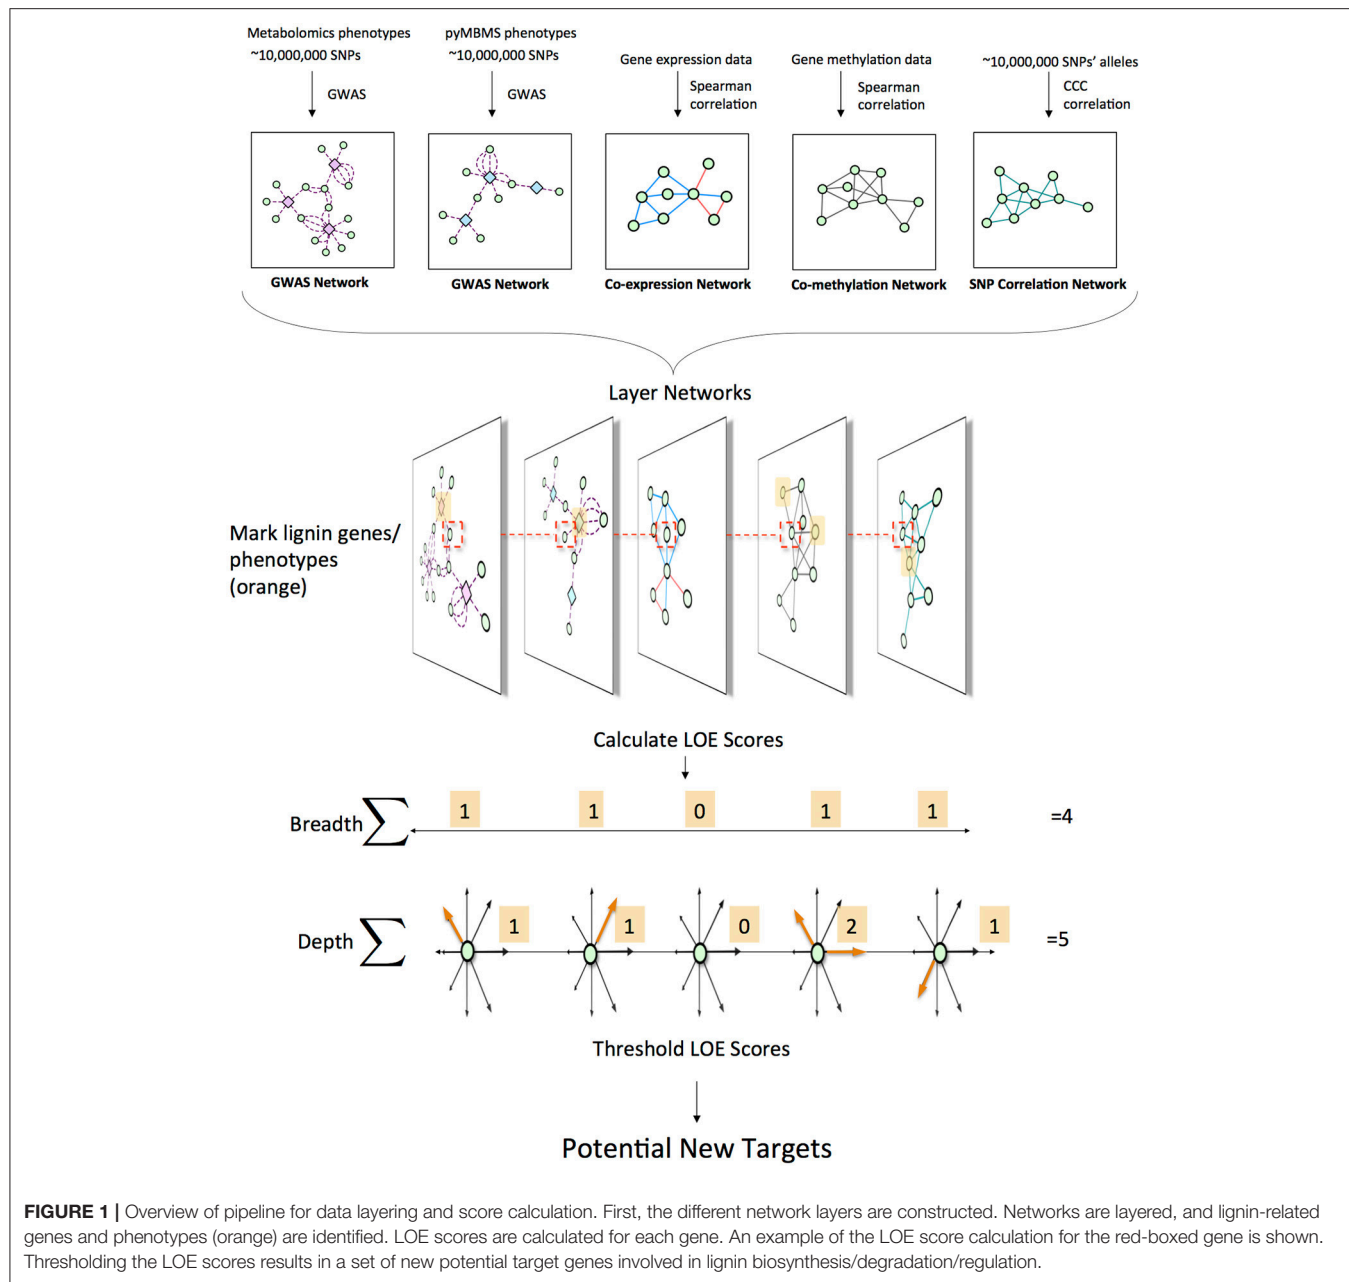 Metabolomics phenotypes
~10,000,000 SNPs
GWAS
pyMBMS phenotypes
~10,000,000 SNPs
GWAS
Gene expression data
Spearman
correlation
Gene methylation data
Spearman
correlation
~10,000,000 SNPs' alleles
CCC
correlation
GWAS Network
GWAS Network
Co-expression Network
Co-methylation Network
SNP Correlation Network
Layer Networks
Mark lignin genes/
phenotypes
(orange)
Calculate LOE Scores
Breadth ∑ 1 1 0 1 1 =4
Depth ∑ 1 1 0 2 1 =5
Threshold LOE Scores
Potential New Targets
FIGURE 1 | Overview of pipeline for data layering and score calculation. First, the different network layers are constructed. Networks are layered, and lignin-related
genes and phenotypes (orange) are identified. LOE scores are calculated for each gene. An example of the LOE score calculation for the red-boxed gene is shown.
Thresholding the LOE scores results in a set of new potential target genes involved in lignin biosynthesis/degradation/regulation.